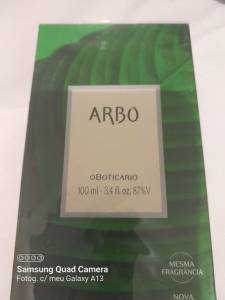 ARBO
OBOTICÁRIO
100 ml - 3,4 fl. oz. 87%V
MESMA
FRAGRÂNCIA
NOVA
Samsung Quad Camera
Fotog. c/ meu Galaxy A13